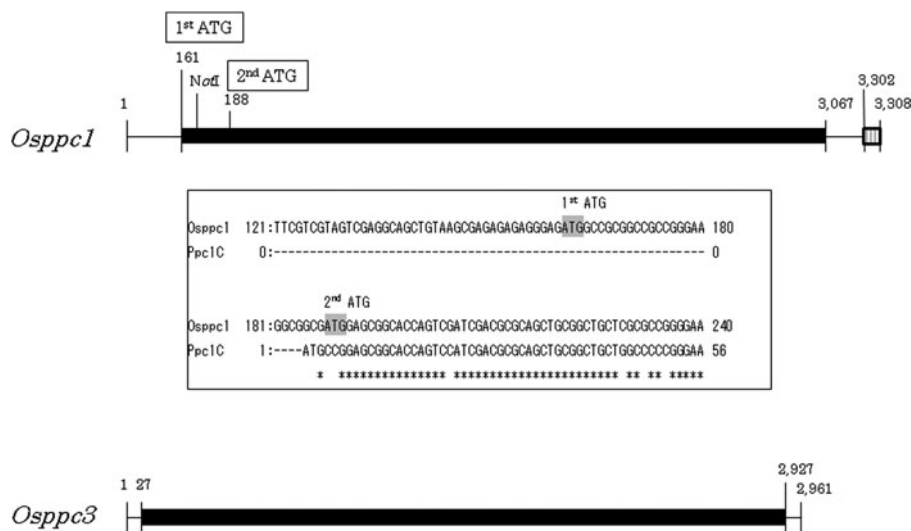 1st ATG
161
NotI
2nd ATG
188
1
3,067
3,302
3,308
Osppc1
1st ATG
Osppc1 121:TTCGTCGTAGTCGAGGCAGCTGTAAGCGAGAGAGAGGGAGATGGCCGCGGCCGCCGGGAA 180
Ppc1C 0:------------------------------------------------------------ 0
2nd ATG
Osppc1 181:GGCGGCGATGGAGCGGCACCAGTCGATCGACGCGCAGCTGCGGCTGCTCGCGCCGGGGAA 240
Ppc1C 1:----ATGCCGGAGCGGCACCAGTCCATCGACGCGCAGCTGCGGCTGCTGGCCCCCGGGAA 56
* *************** *********************** ** ** *****
1 27
2,927
2,961
Osppc3